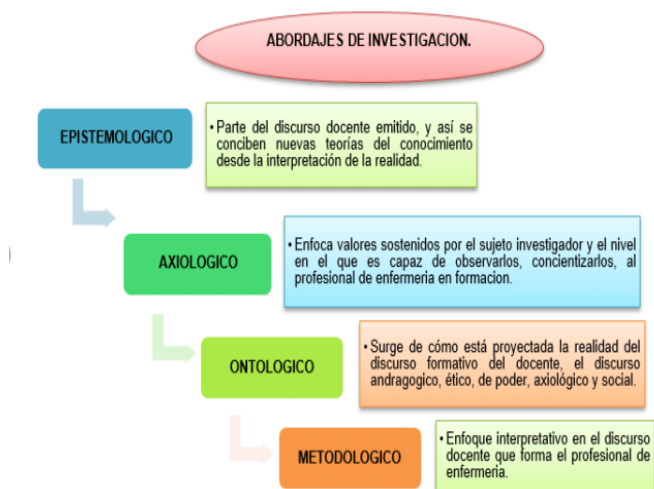 ABORDAJES DE INVESTIGACION.
EPISTEMOLOGICO
• Parte del discurso docente emitido, y así se
conciben nuevas teorías del conocimiento
desde la interpretación de la realidad.
AXIOLOGICO
• Enfoca valores sostenidos por el sujeto investigador y el nivel
en el que es capaz de observarlos, concientizarlos, al
profesional de enfermeria en formacion.
ONTOLOGICO
• Surge de cómo está proyectada la realidad del
discurso formativo del docente, el discurso
andragogico, ético, de poder, axiológico y social.
METODOLOGICO
• Enfoque interpretativo en el discurso
docente que forma el profesional de
enfermeria.